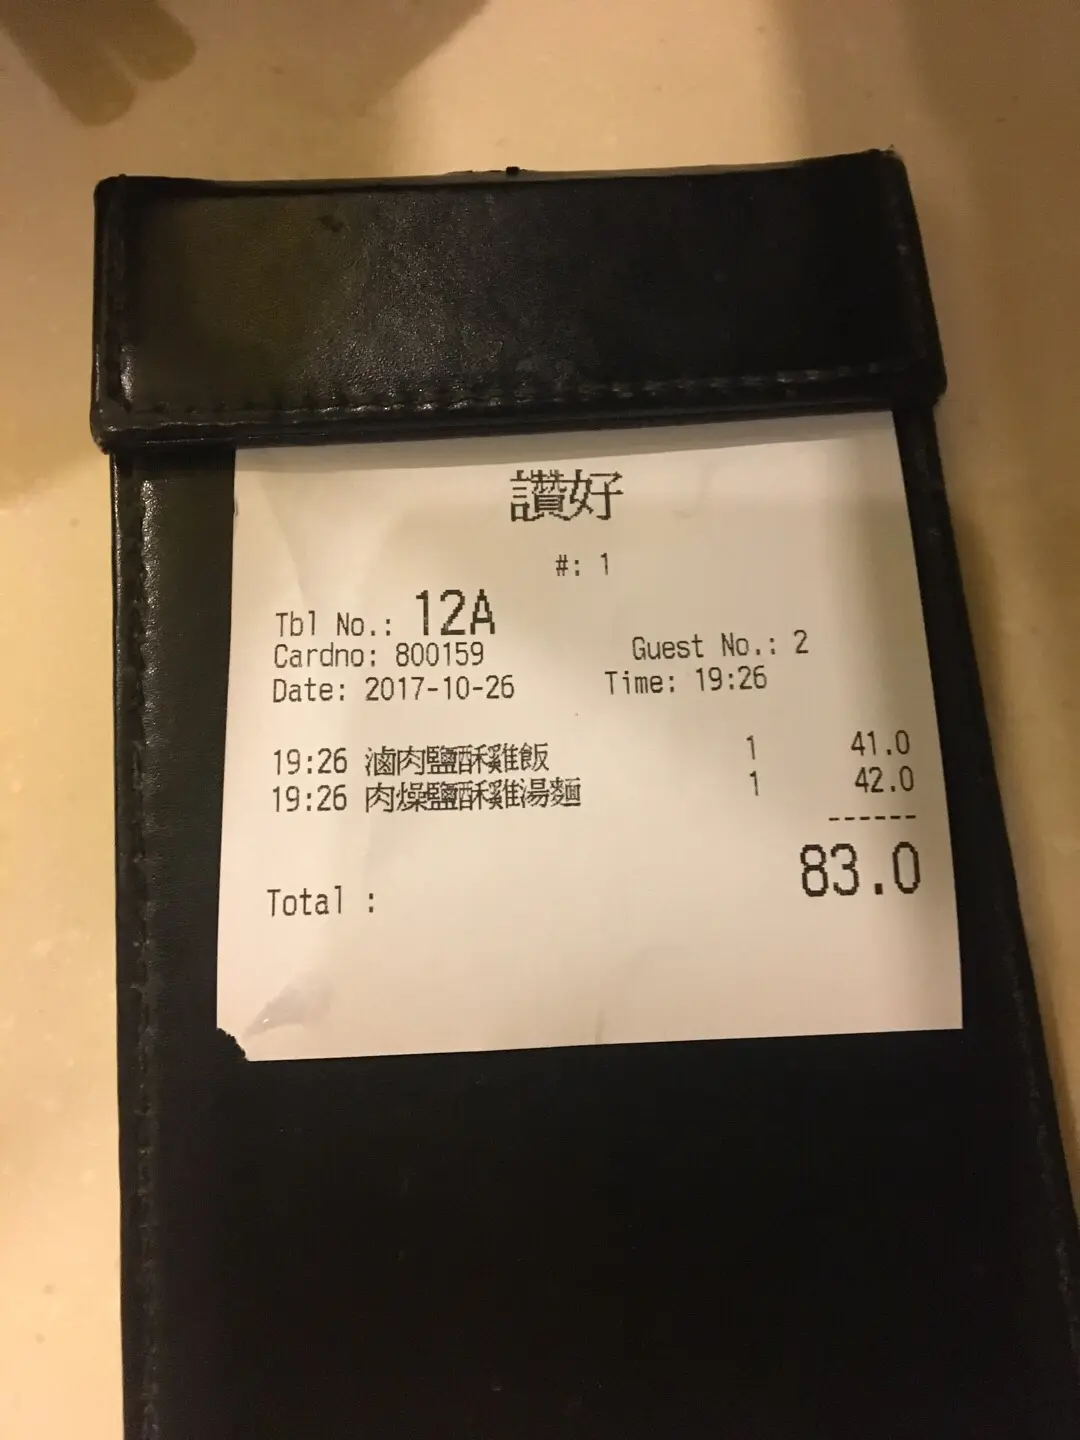 讚好
#: 1
Tbl No.: 12A
Cardno: 800159 Guest No.: 2
Date: 2017-10-26 Time: 19:26
19:26 滷肉鹽酥雞飯 1 41.0
19:26 肉燥鹽酥雞湯麵 1 42.0
------
Total : 83.0